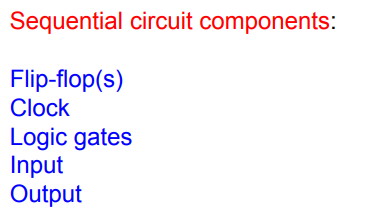 Sequential circuit components:
Flip-flop(s)
Clock
Logic gates
Input
Output